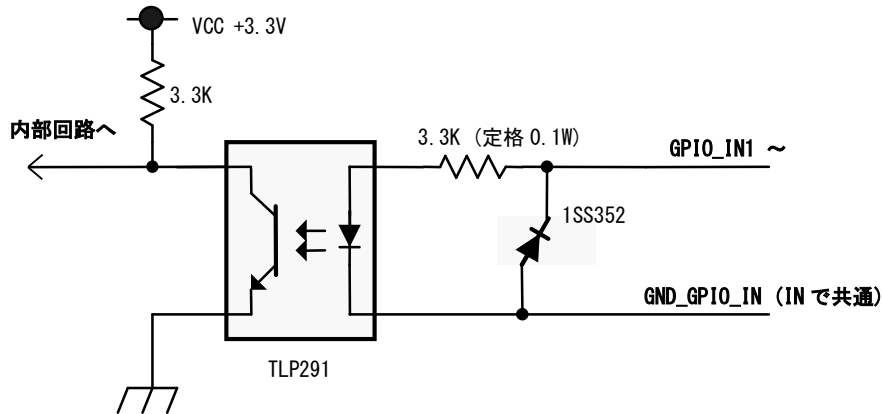 VCC +3.3V
3.3K
内部回路へ
3.3K (定格 0.1W)
GPIO_IN1 ～
1SS352
GND_GPIO_IN (IN で共通)
TLP291